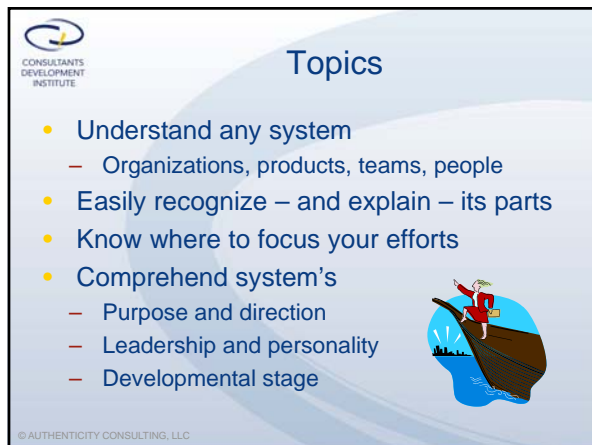 CONSULTANTS
DEVELOPMENT
INSTITUTE
Topics
• Understand any system
– Organizations, products, teams, people
• Easily recognize – and explain – its parts
• Know where to focus your efforts
• Comprehend system's
– Purpose and direction
– Leadership and personality
– Developmental stage
© AUTHENTICITY CONSULTING, LLC